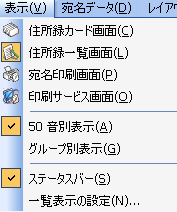 表示(V) 宛名データ(D) レイアウ
住所録カード画面(C)
住所録一覧画面(L)
宛名印刷画面(P)
印刷サービス画面(O)
50 音別表示(A)
グループ別表示(G)
ステータスバー(S)
一覧表示の設定(N)...